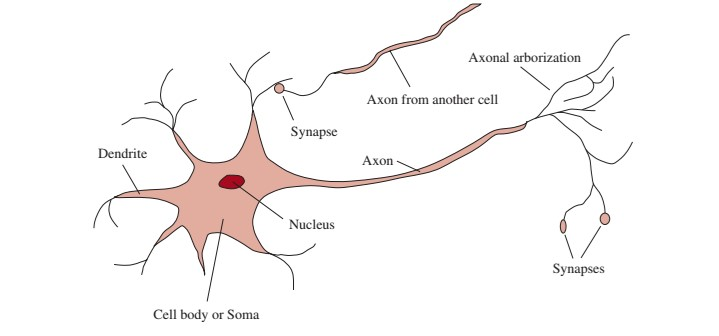 Axonal arborization
Axon from another cell
Synapse
Dendrite
Axon
Nucleus
Synapses
Cell body or Soma